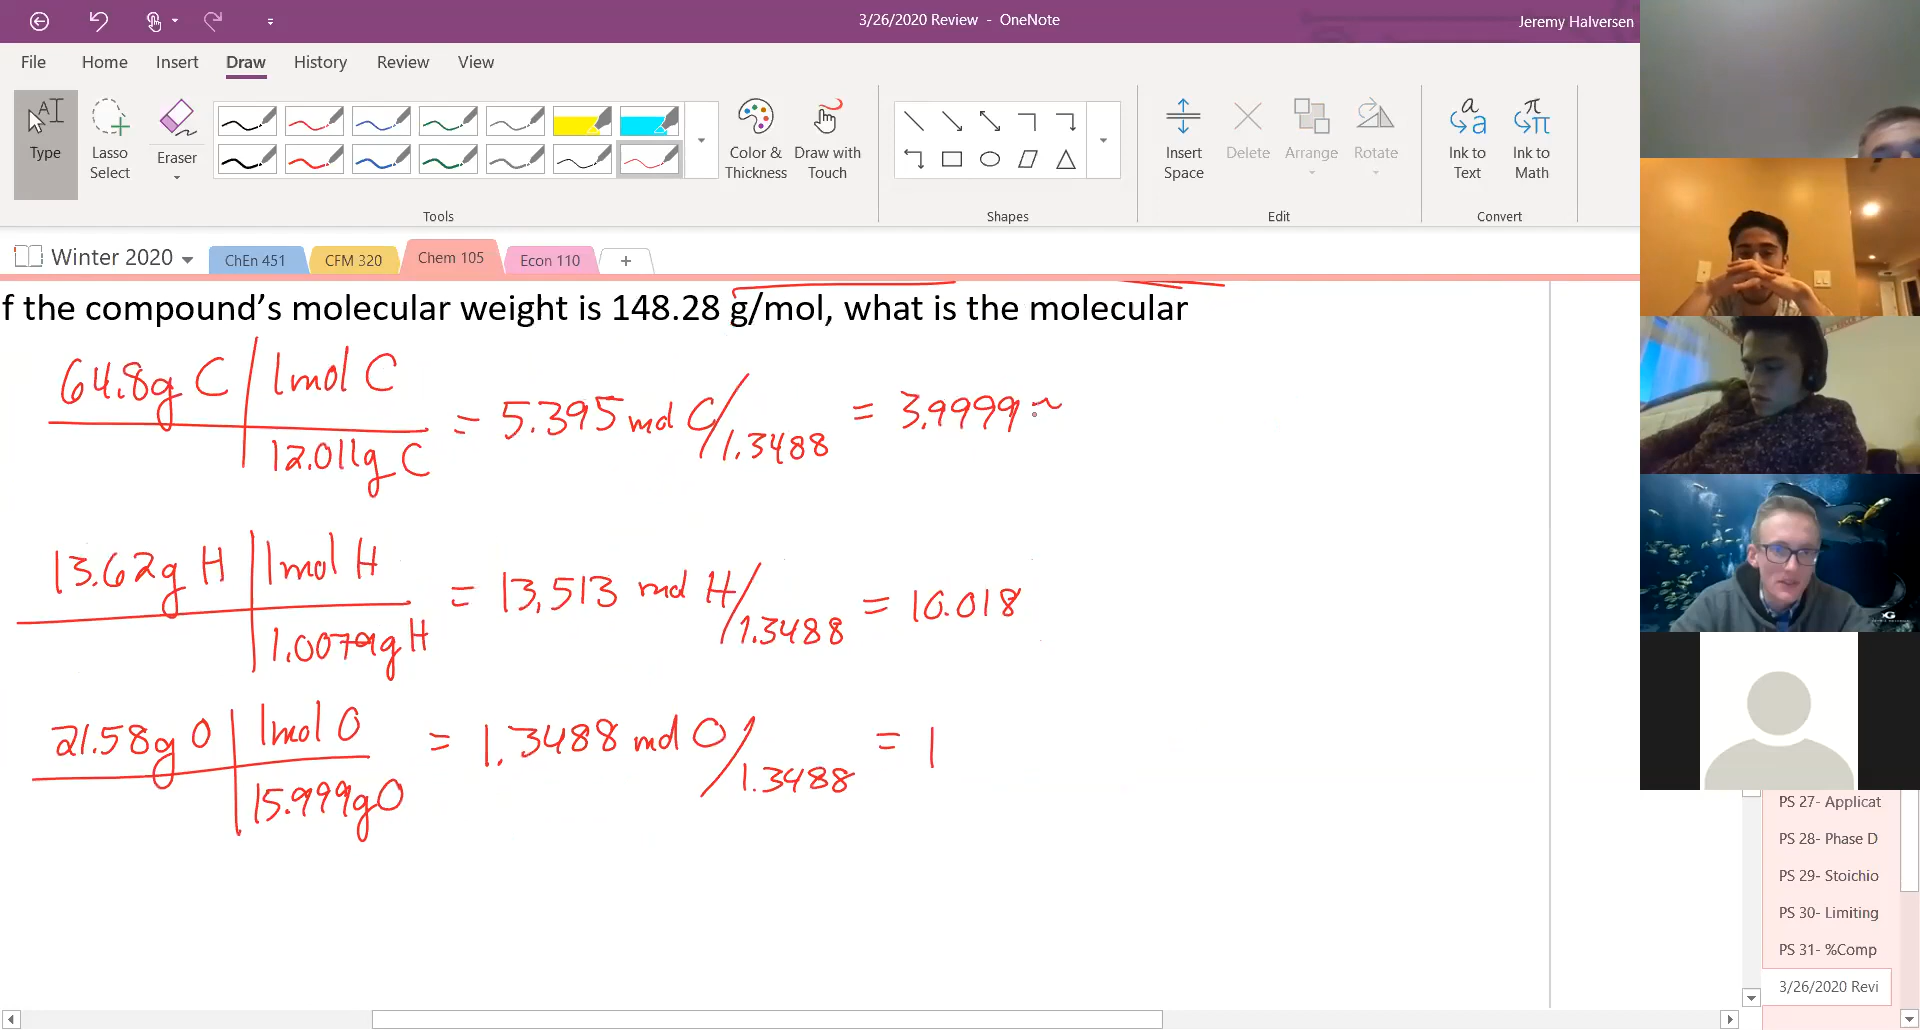 3/26/2020 Review - OneNote
Jeremy Halversen
File Home Insert Draw History Review View
Type
Lasso Select
Eraser
Color & Thickness
Draw with Touch
Insert Space
Delete
Arrange
Rotate
Ink to Text
Ink to Math
Tools
Shapes
Edit
Convert
Winter 2020
ChEn 451
CFM 320
Chem 105
Econ 110
f the compound's molecular weight is 148.28 g/mol, what is the molecular
64.8g C | 1mol C
12.011g C
= 5.395 mol C/1.3488 = 3.9999 ~
13.62g H | 1mol H
1.0079g H
= 13,513 mol H/1.3488 = 10.018
21.58g O | 1mol O
15.999g O
= 1.3488 mol O/1.3488 = 1
PS 27- Applicat
PS 28- Phase D
PS 29- Stoichio
PS 30- Limiting
PS 31- %Comp
3/26/2020 Revi